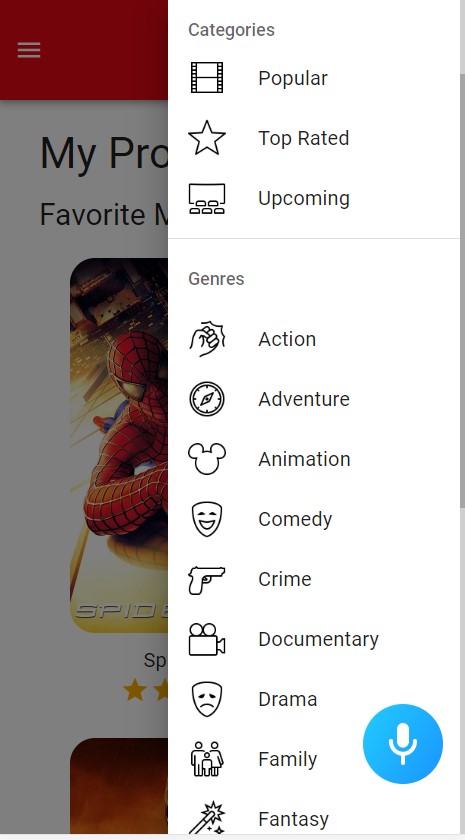 Categories
Popular
Top Rated
Upcoming
Genres
Action
Adventure
Animation
Comedy
Crime
Documentary
Drama
Family
Fantasy
My Pro
Favorite M
SPIDE
Sp